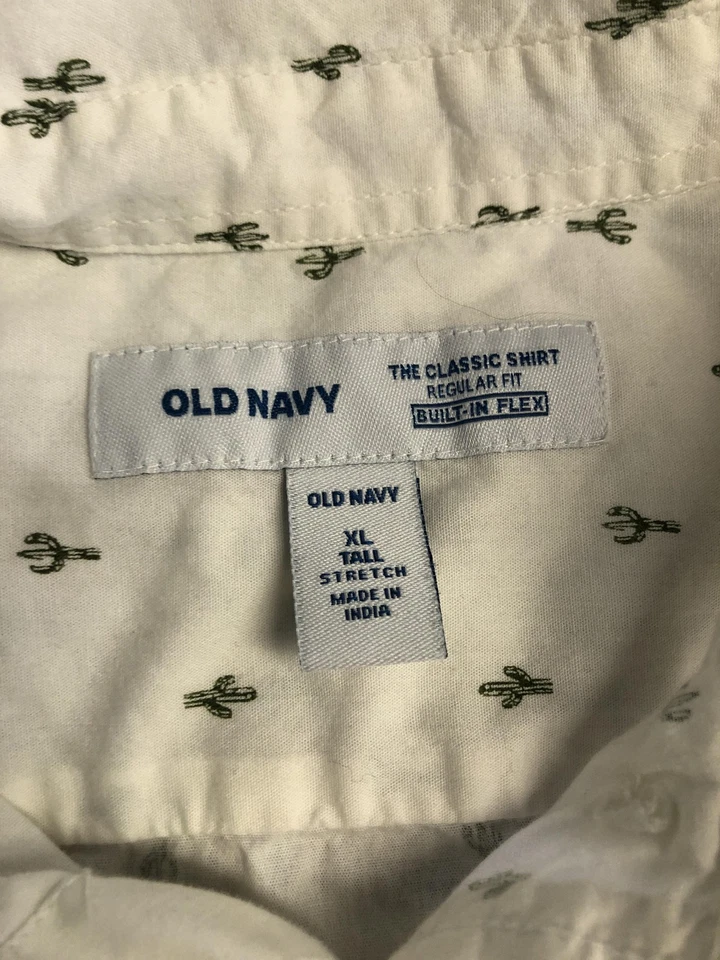 OLD NAVY
THE CLASSIC SHIRT
REGULAR FIT
BUILT-IN FLEX
OLD NAVY
XL
TALL
STRETCH
MADE IN
INDIA